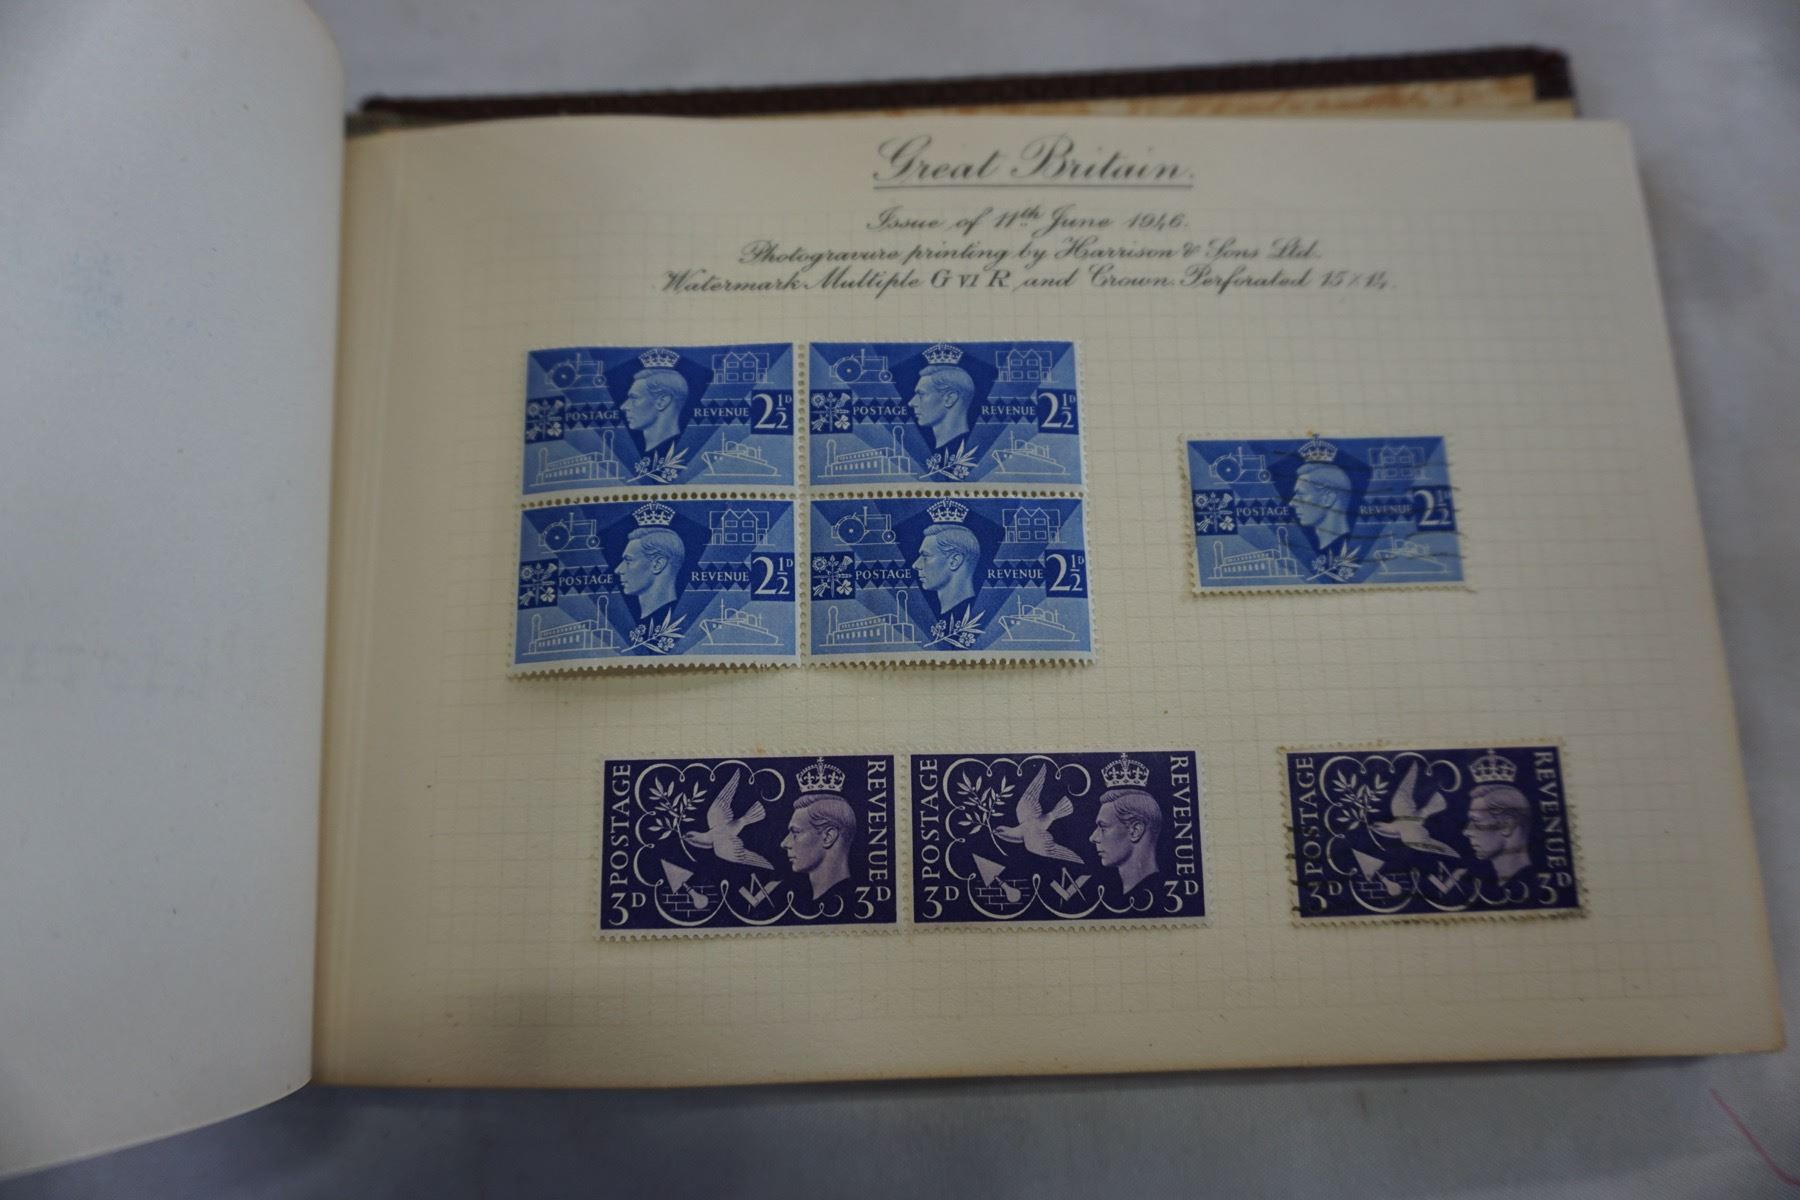 Great Britain.
Issue of 11th June 1946.
Photogravure printing by Harrison & Sons Ltd.
Watermark Multiple G VI R and Crown. Perforated 15 X 14.
POSTAGE REVENUE 2½D
POSTAGE REVENUE 2½D
POSTAGE REVENUE 2½D
POSTAGE REVENUE 2½D
POSTAGE REVENUE 2½D
POSTAGE REVENUE
3D 3D
POSTAGE REVENUE
3D 3D
POSTAGE REVENUE
3D 3D